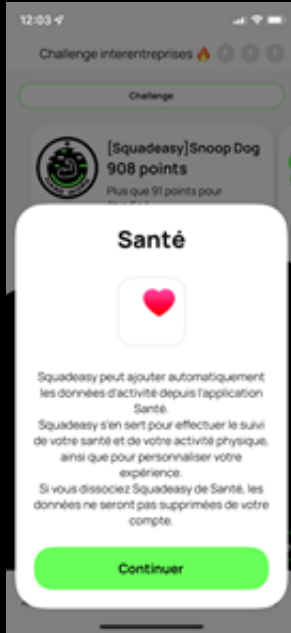 12:03
Challenge interentreprises 🔥
Challenge
[Squadeasy]Snoop Dog
908 points
Plus que 91 points pour
Santé
Squadeasy peut ajouter automatiquement
les données d'activité depuis l'application
Santé.
Squadeasy s'en sert pour effectuer le suivi
de votre santé et de votre activité physique,
ainsi que pour personnaliser votre
expérience.
Si vous dissociez Squadeasy de Santé, les
données ne seront pas supprimées de votre
compte.
Continuer